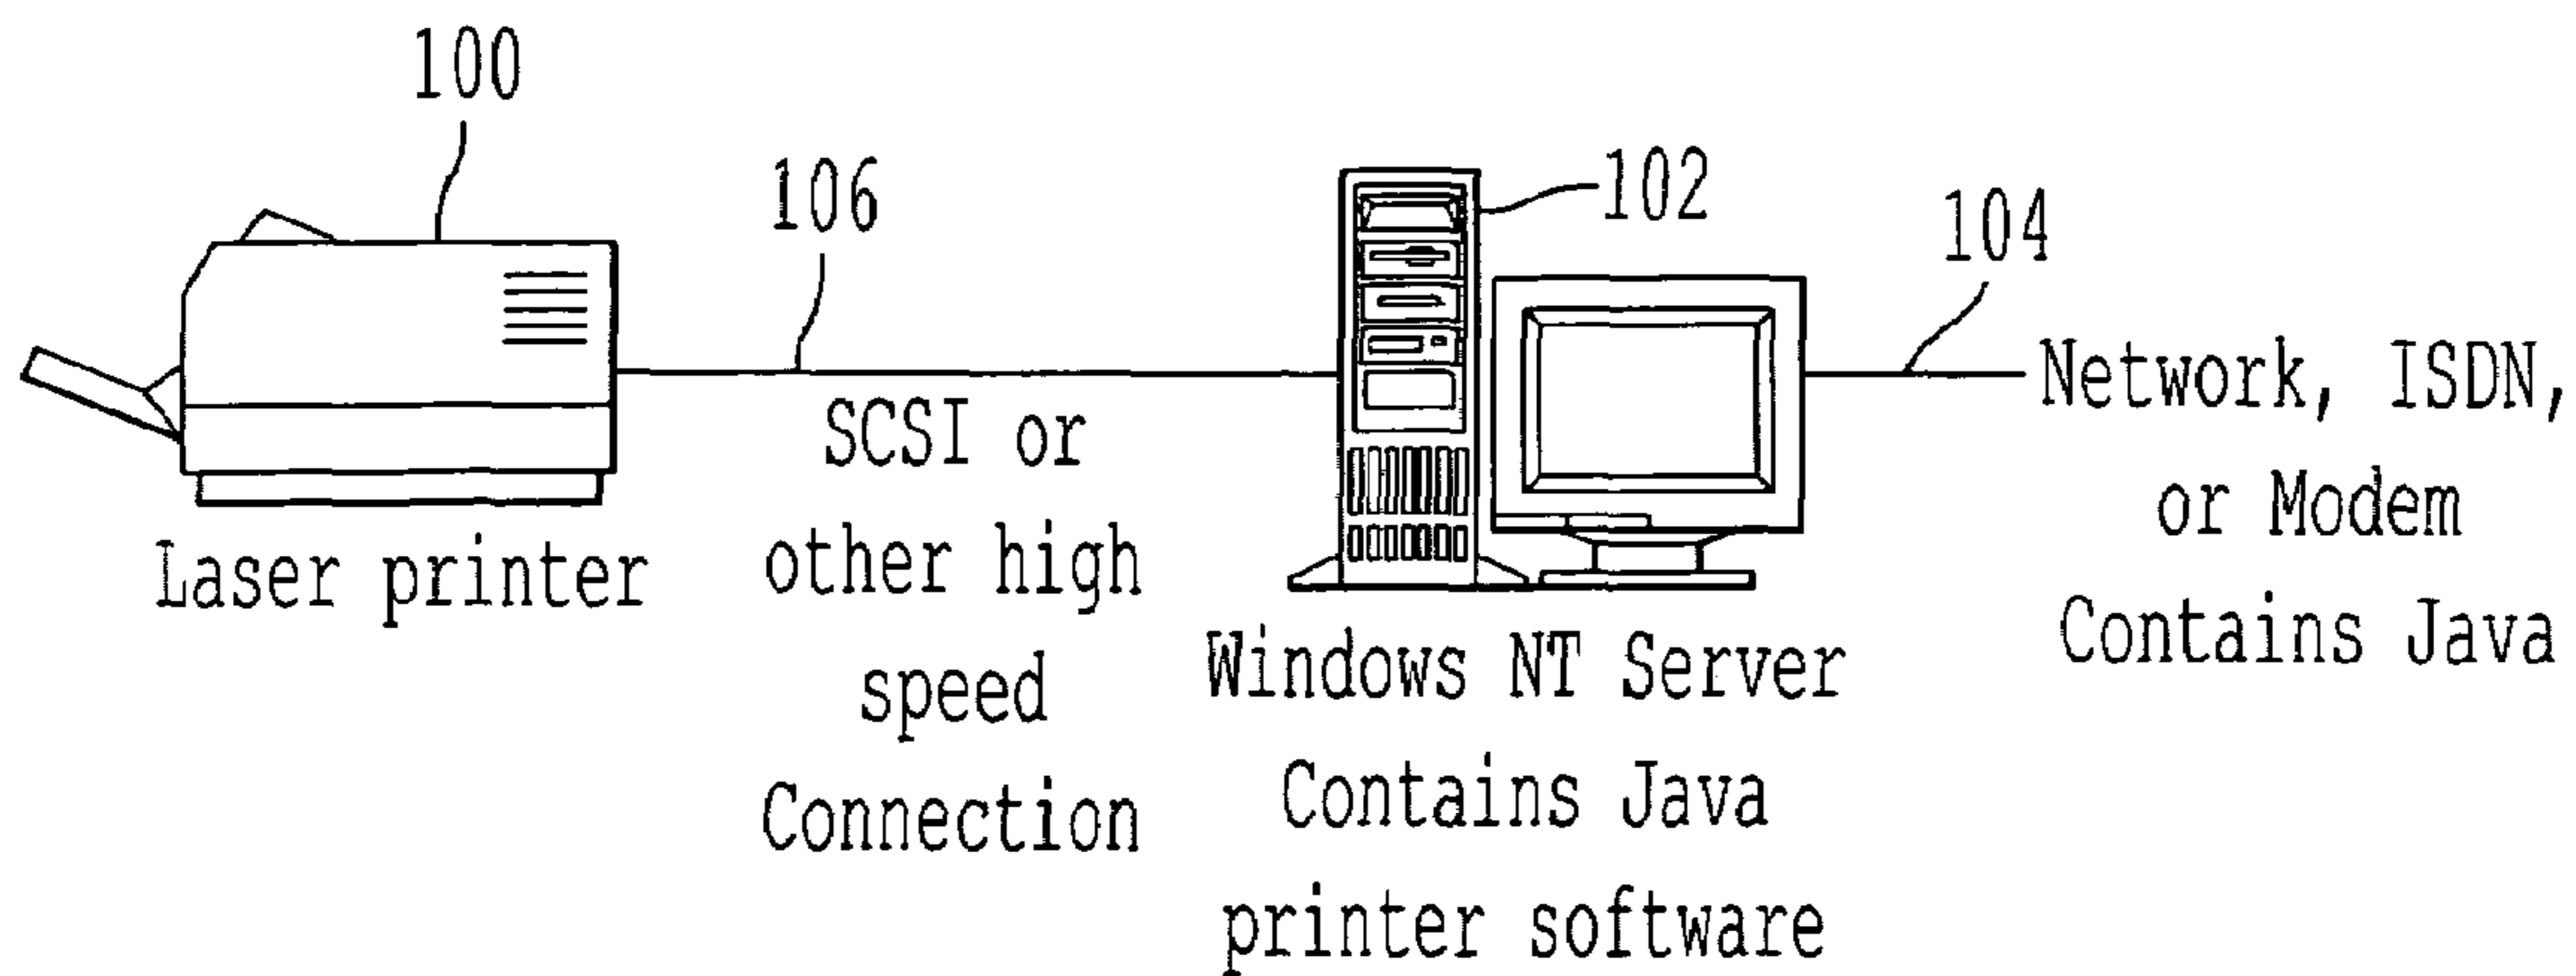 100
106
102
104
Laser printer
SCSI or
other high
speed
Connection
Windows NT Server
Contains Java
printer software
Network, ISDN,
or Modem
Contains Java